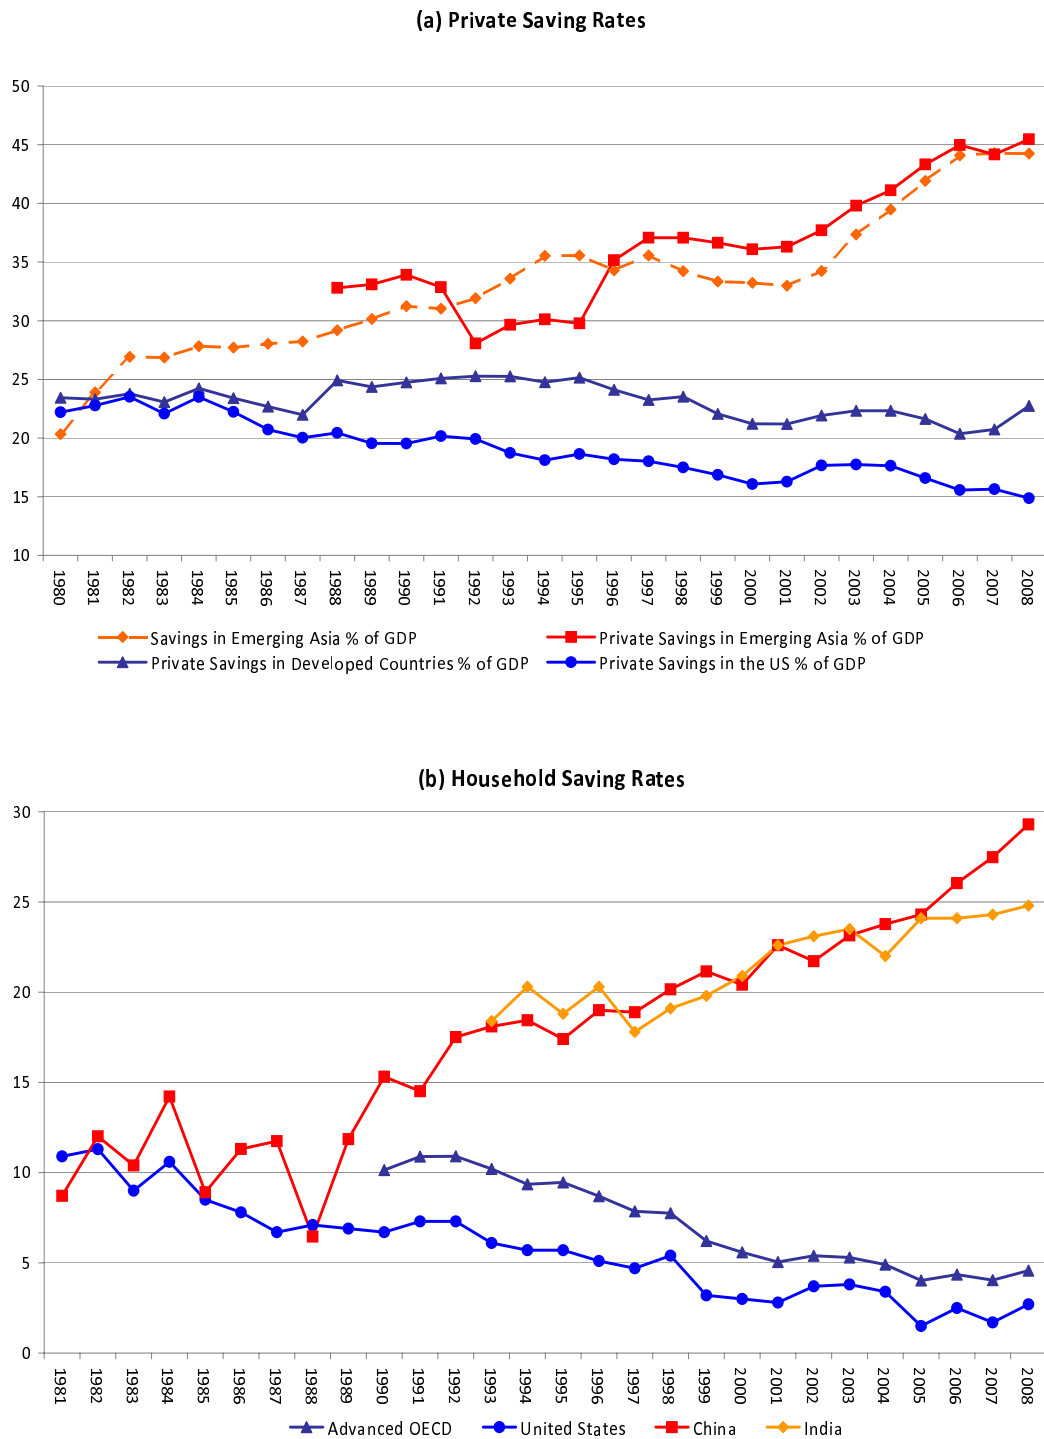 (a) Private Saving Rates
50
45
40
35
30
25
20
15
10
1980 1981 1982 1983 1984 1985 1986 1987 1988 1989 1990 1991 1992 1993 1994 1995 1996 1997 1998 1999 2000 2001 2002 2003 2004 2005 2006 2007 2008
Savings in Emerging Asia % of GDP Private Savings in Emerging Asia % of GDP
Private Savings in Developed Countries % of GDP Private Savings in the US % of GDP
(b) Household Saving Rates
30
25
20
15
10
5
0
1981 1982 1983 1984 1985 1986 1987 1988 1989 1990 1991 1992 1993 1994 1995 1996 1997 1998 1999 2000 2001 2002 2003 2004 2005 2006 2007 2008
Advanced OECD United States China India